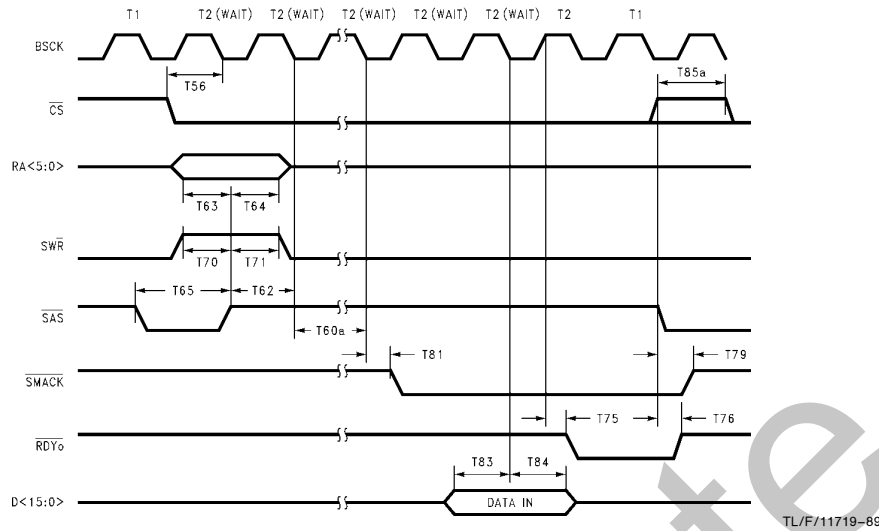 T1 T2 (WAIT) T2 (WAIT) T2 (WAIT) T2 (WAIT) T2 (WAIT) T2 T1
BSCK
T56
T85a
CS
RA<5:0>
T63 T64
SWR
T70 T71
T65 T62
SAS
T60a
T81
T79
SMACK
T75
T76
RDYo
T83 T84
D<15:0>
DATA IN
TL/F/11719–89